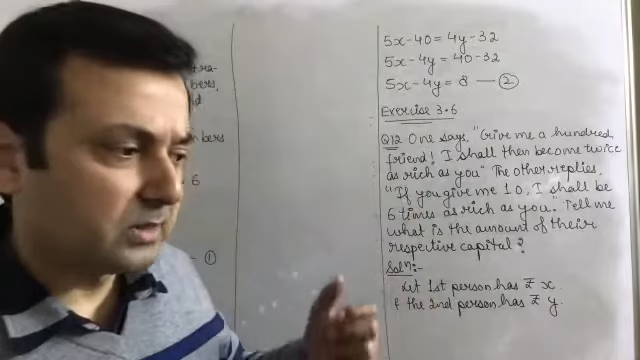 bers,
bers
6
- ①
5x-40=4y-32
5x-4y= 40-32
5x-4y= 8 — ②
Exercise 3.6
Q12 One says, "Give me a hundred,
friend! I shall then become twice
as rich as you" The other replies,
"If you give me 10, I shall be
6 times as rich as you." Tell me
what is the amount of their
respective capital?
Solⁿ:-
Let 1st person has ₹ x
& the 2nd person has ₹ y.